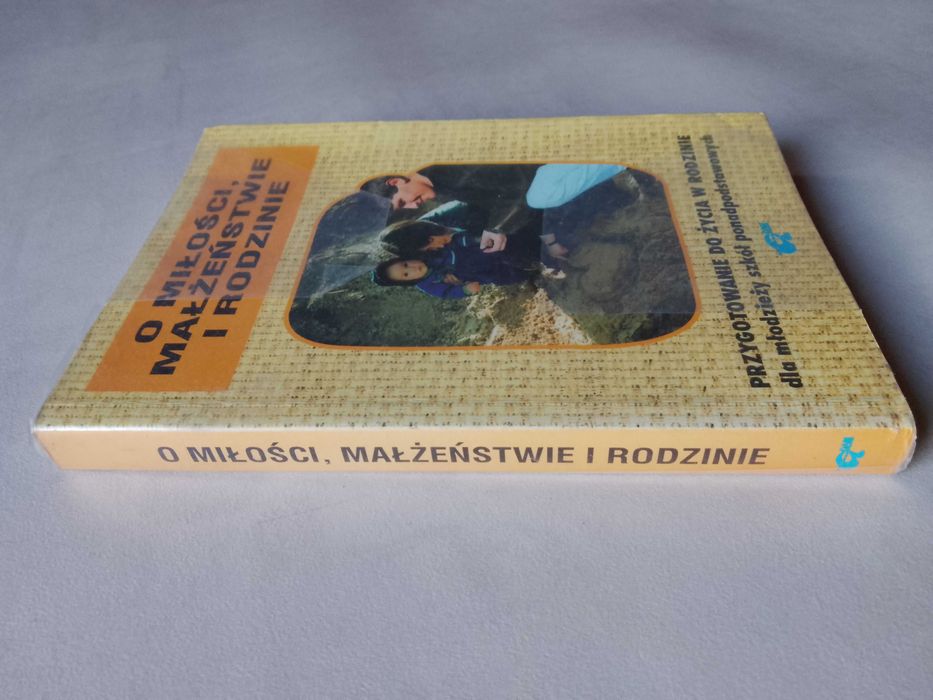 O MIŁOŚCI,
MAŁŻEŃSTWIE
I RODZINIE
PRZYGOTOWANIE DO ŻYCIA W RODZINIE
dla młodzieży szkół ponadpodstawowych
O MIŁOŚCI, MAŁŻEŃSTWIE I RODZINIE